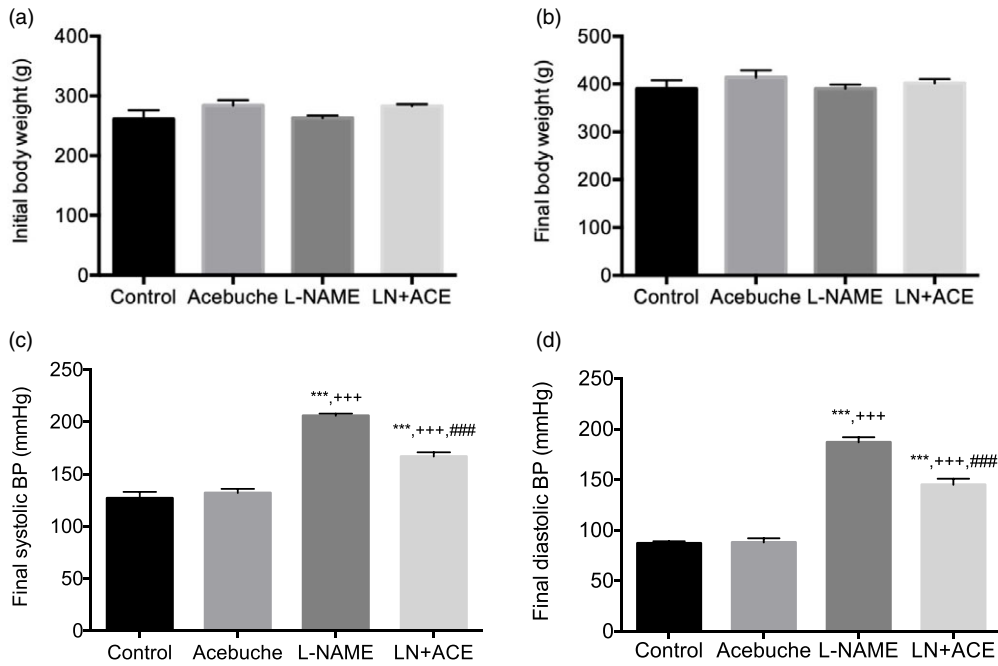 (a)
Initial body weight (g)
400
300
200
100
0
Control Acebuche L-NAME LN+ACE
(b)
Final body weight (g)
500
400
300
200
100
0
Control Acebuche L-NAME LN+ACE
(c)
Final systolic BP (mmHg)
250
200
150
100
50
0
***,+++
***,+++,###
Control Acebuche L-NAME LN+ACE
(d)
Final diastolic BP (mmHg)
250
200
150
100
50
0
***,+++
***,+++,###
Control Acebuche L-NAME LN+ACE